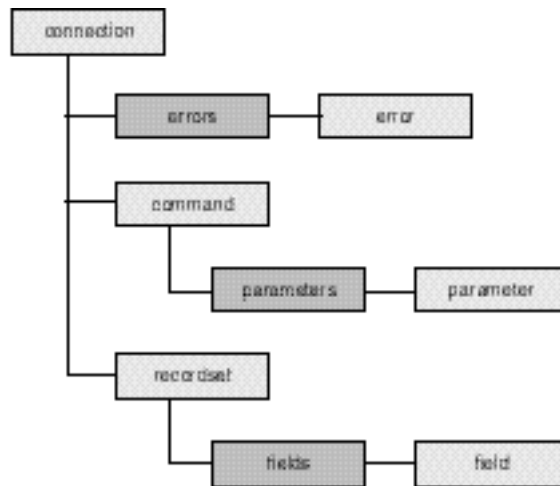 connection
errors
error
command
parameters
parameter
recordset
fields
field